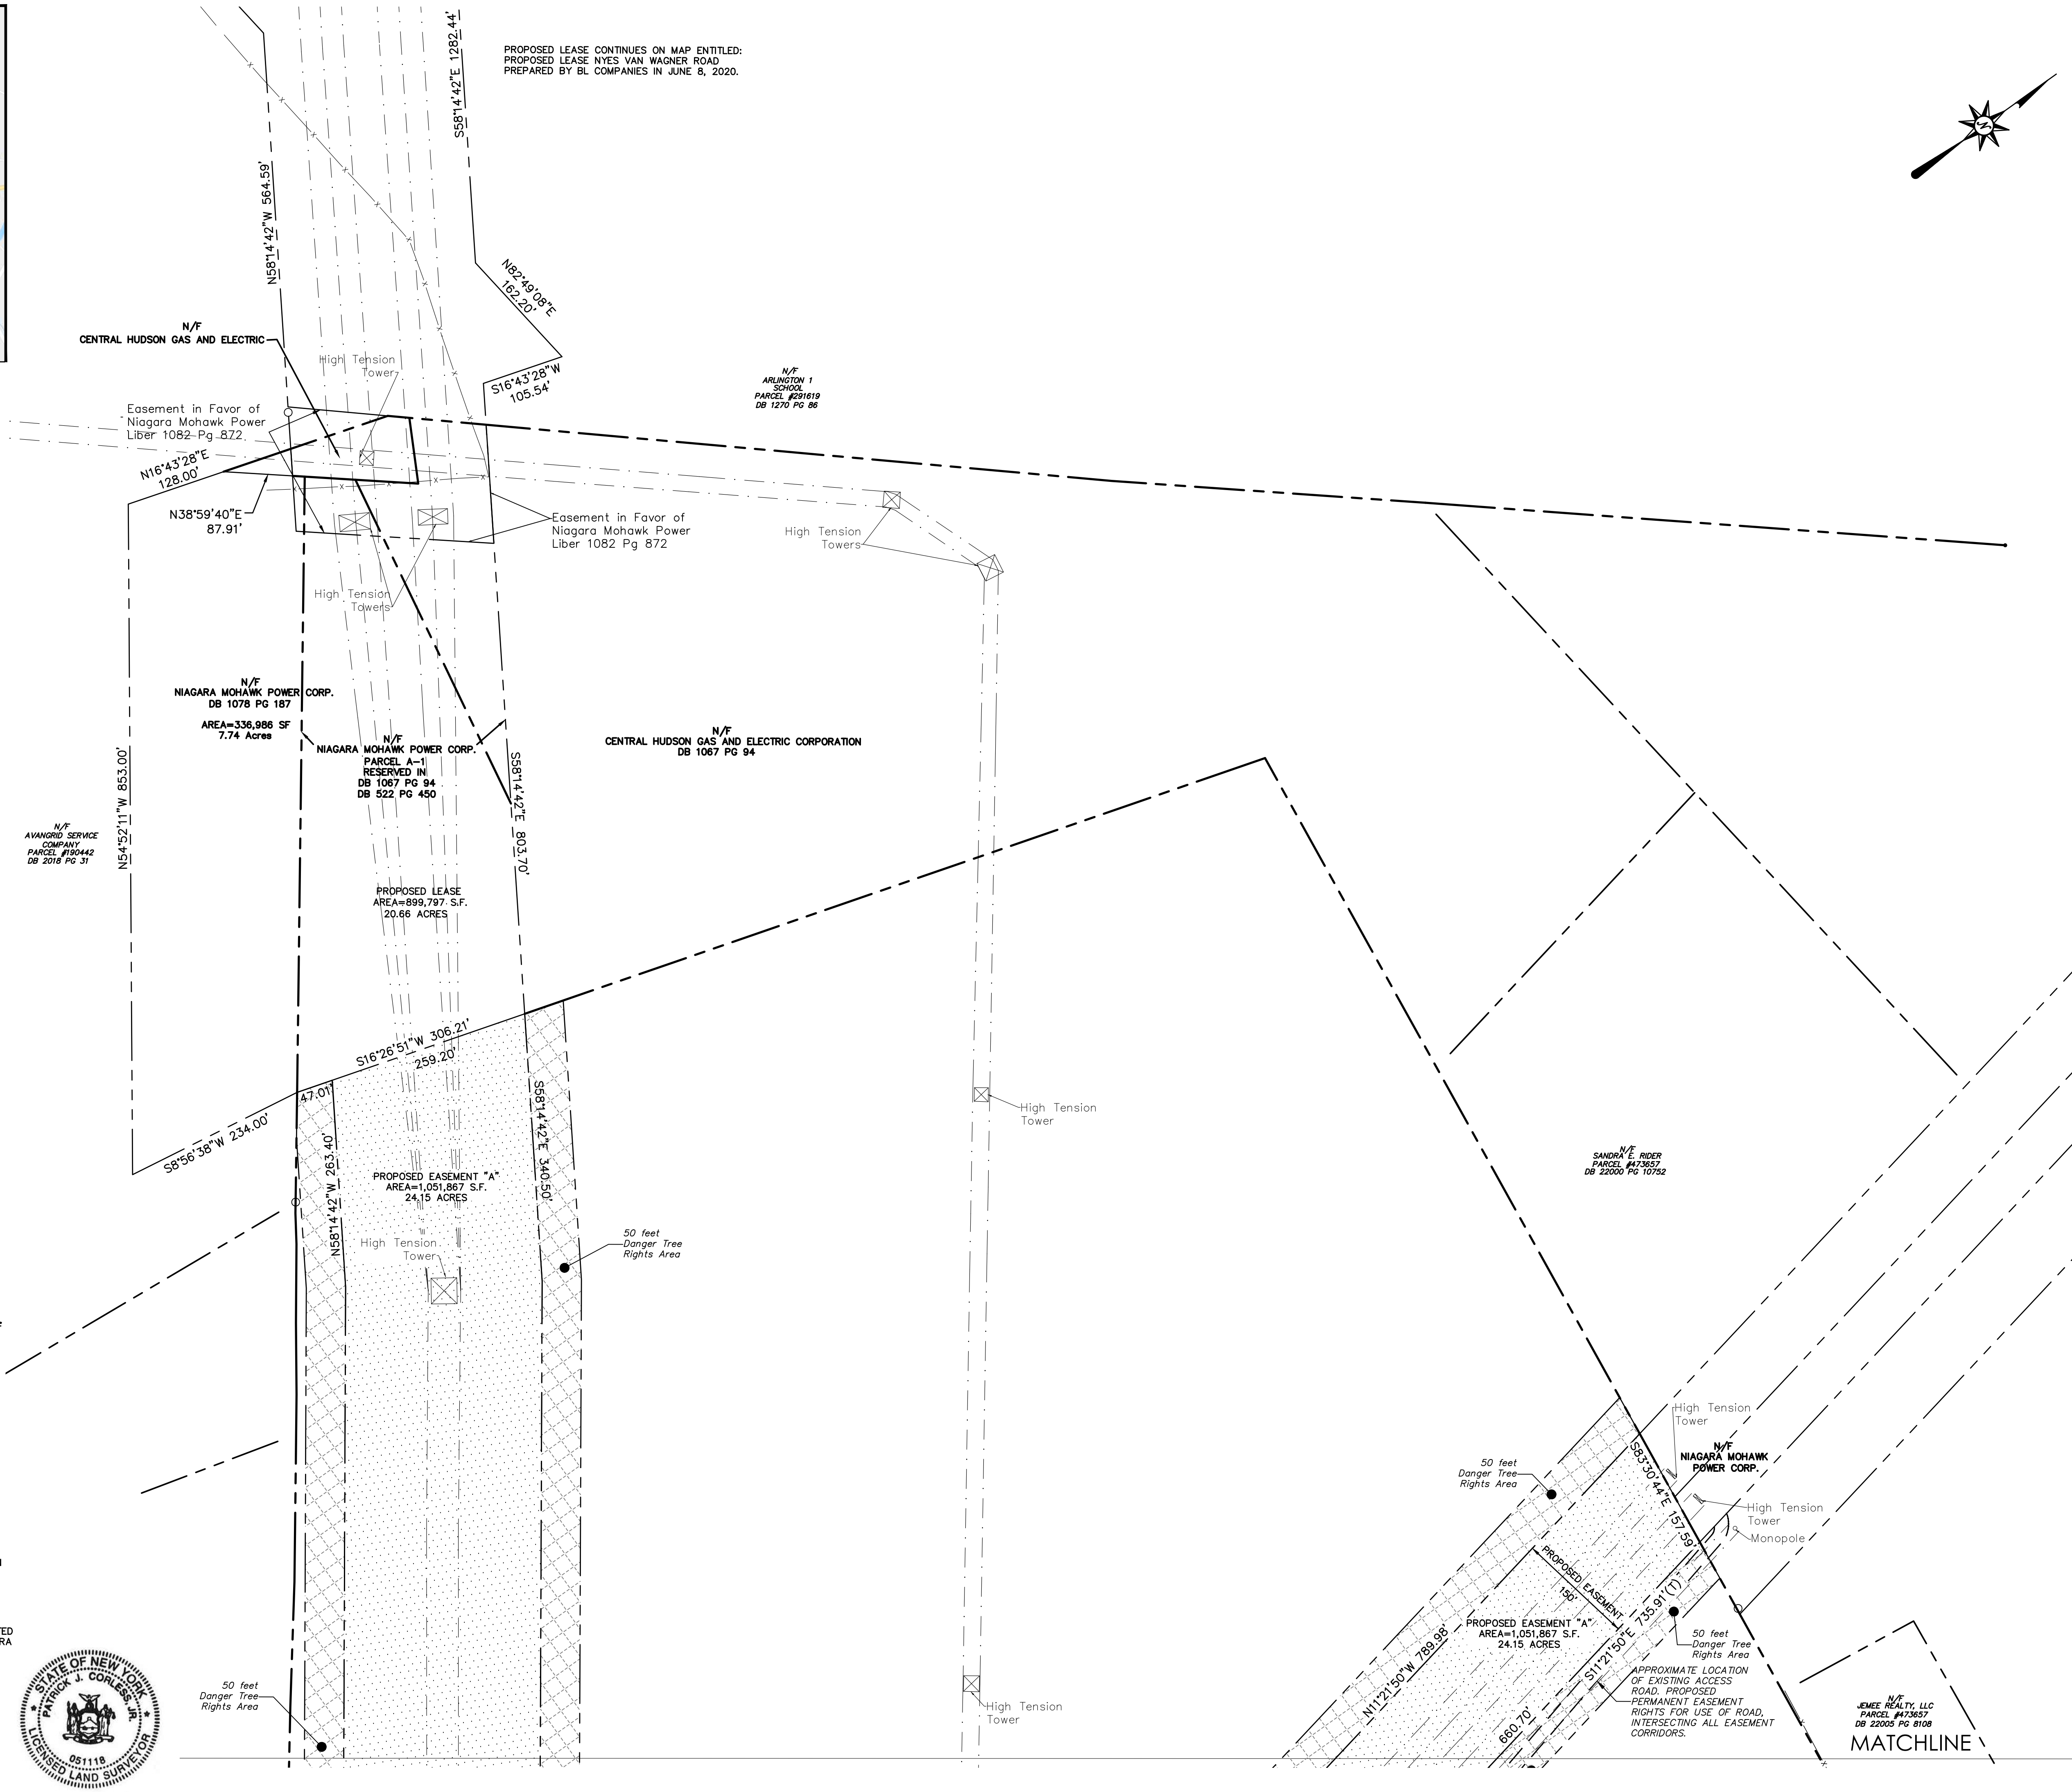 PROPOSED LEASE CONTINUES ON MAP ENTITLED:
PROPOSED LEASE NYES VAN WAGNER ROAD
PREPARED BY BL COMPANIES IN JUNE 8, 2020.
S58°14'42"E 1282.44'
N
N58°14'42"W 564.59'
N82°49'08"E
162.20'
N/F
CENTRAL HUDSON GAS AND ELECTRIC
High Tension
Tower
S16°43'28"W
105.54'
N/F
ARLINGTON 1
SCHOOL
PARCEL #291619
DB 1270 PG 86
Easement in Favor of
Niagara Mohawk Power
Liber 1082 Pg 872
N16°43'28"E
128.00'
N38°59'40"E
87.91'
Easement in Favor of
Niagara Mohawk Power
Liber 1082 Pg 872
High Tension
Towers
High Tension
Towers
N/F
NIAGARA MOHAWK POWER CORP.
DB 1078 PG 187
AREA=336,986 SF
7.74 Acres
N/F
NIAGARA MOHAWK POWER CORP.
PARCEL A-1
RESERVED IN
DB 1067 PG 94
DB 522 PG 450
N/F
CENTRAL HUDSON GAS AND ELECTRIC CORPORATION
DB 1067 PG 94
S58°14'42"E 803.70'
N54°52'11"W 853.00'
N/F
AVANGRID SERVICE
COMPANY
PARCEL #190442
DB 2018 PG 31
PROPOSED LEASE
AREA=899,797 S.F.
20.66 ACRES
S16°26'51"W 306.21'
259.20'
47.01'
S8°56'38"W 234.00'
N58°14'42"W 263.40'
S58°14'42"E 340.50'
PROPOSED EASEMENT "A"
AREA=1,051,867 S.F.
24.15 ACRES
High Tension
Tower
50 feet
Danger Tree
Rights Area
High Tension
Tower
N/F
SANDRA E. RIDER
PARCEL #473657
DB 22000 PG 10752
High Tension
Tower
N/F
NIAGARA MOHAWK
POWER CORP.
S83°30'44"E 157.59'
50 feet
Danger Tree
Rights Area
High Tension
Tower
Monopole
PROPOSED EASEMENT
150'
PROPOSED EASEMENT "A"
AREA=1,051,867 S.F.
24.15 ACRES
N11°21'50"W 789.98'
S11°21'50"E 735.91'(T)
660.70'
50 feet
Danger Tree
Rights Area
APPROXIMATE LOCATION
OF EXISTING ACCESS
ROAD. PROPOSED
PERMANENT EASEMENT
RIGHTS FOR USE OF ROAD,
INTERSECTING ALL EASEMENT
CORRIDORS.
N/F
JEMEE REALTY, LLC
PARCEL #473657
DB 22005 PG 8108
MATCHLINE
High Tension
Tower
50 feet
Danger Tree
Rights Area
TED
RA
STATE OF NEW YORK
PATRICK J. CORLESS, JR.
051118
LICENSED LAND SURVEYOR